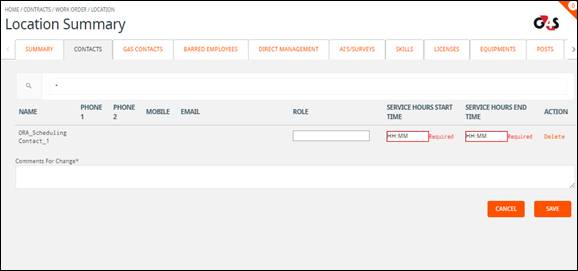 HOME / CONTRACTS / WORK ORDER / LOCATION
Location Summary
G4S
SUMMARY CONTACTS G4S CONTACTS BARRED EMPLOYEES DIRECT MANAGEMENT AIS/SURVEYS SKILLS LICENSES EQUIPMENTS POSTS
*
NAME PHONE 1 PHONE 2 MOBILE EMAIL ROLE SERVICE HOURS START TIME SERVICE HOURS END TIME ACTION
ORA_Scheduling Contact_1 HH:MM Required HH:MM Required Delete
Comments For Change*
CANCEL SAVE